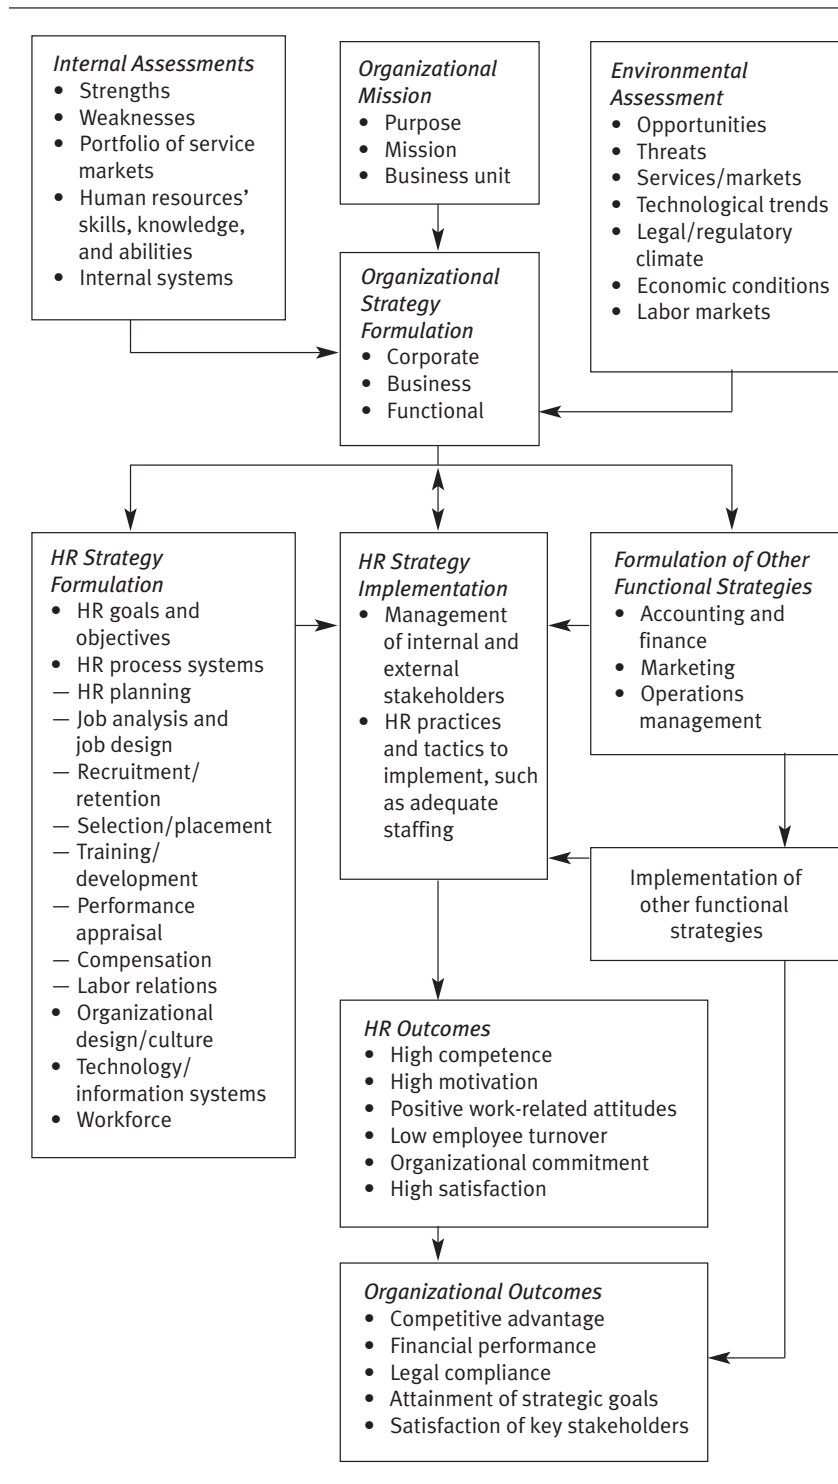 Internal Assessments
• Strengths
• Weaknesses
• Portfolio of service
markets
• Human resources’
skills, knowledge,
and abilities
• Internal systems
Organizational
Mission
• Purpose
• Mission
• Business unit
Environmental
Assessment
• Opportunities
• Threats
• Services/markets
• Technological trends
• Legal/regulatory
climate
• Economic conditions
• Labor markets
Organizational
Strategy
Formulation
• Corporate
• Business
• Functional
HR Strategy
Formulation
• HR goals and
objectives
• HR process systems
— HR planning
— Job analysis and
job design
— Recruitment/
retention
— Selection/placement
— Training/
development
— Performance
appraisal
— Compensation
— Labor relations
• Organizational
design/culture
• Technology/
information systems
• Workforce
HR Strategy
Implementation
• Management
of internal and
external
stakeholders
• HR practices
and tactics to
implement, such
as adequate
staffing
Formulation of Other
Functional Strategies
• Accounting and
finance
• Marketing
• Operations
management
Implementation of
other functional
strategies
HR Outcomes
• High competence
• High motivation
• Positive work-related attitudes
• Low employee turnover
• Organizational commitment
• High satisfaction
Organizational Outcomes
• Competitive advantage
• Financial performance
• Legal compliance
• Attainment of strategic goals
• Satisfaction of key stakeholders